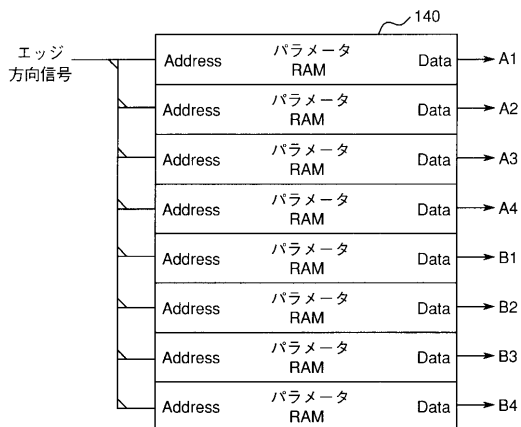 140
エッジ
方向信号
Address パラメータ RAM Data A1
Address パラメータ RAM Data A2
Address パラメータ RAM Data A3
Address パラメータ RAM Data A4
Address パラメータ RAM Data B1
Address パラメータ RAM Data B2
Address パラメータ RAM Data B3
Address パラメータ RAM Data B4